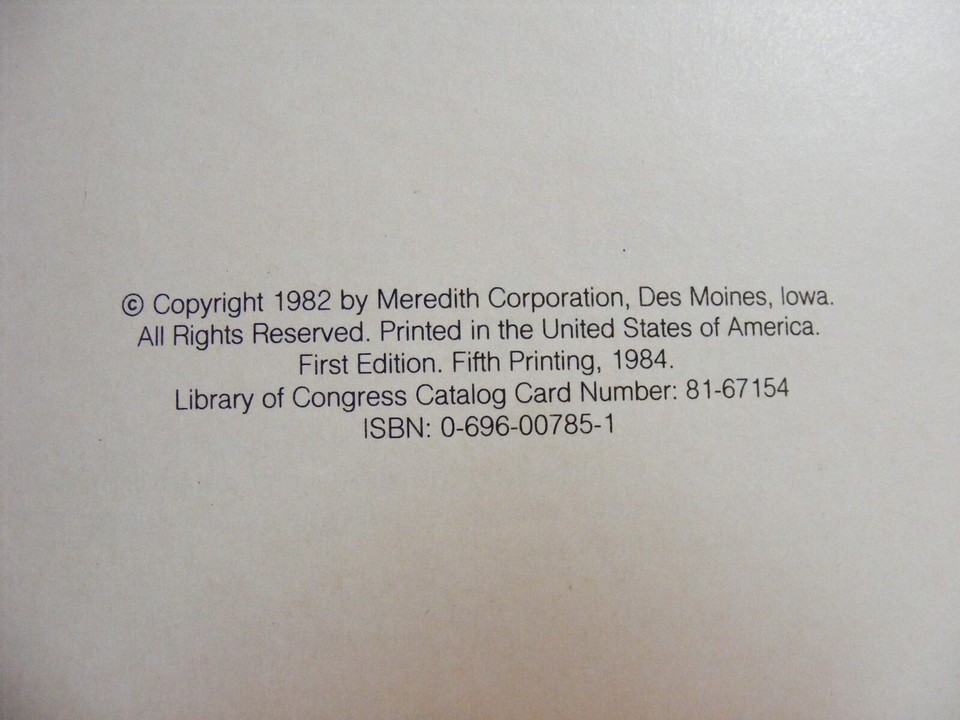 © Copyright 1982 by Meredith Corporation, Des Moines, Iowa.
All Rights Reserved. Printed in the United States of America.
First Edition. Fifth Printing, 1984.
Library of Congress Catalog Card Number: 81-67154
ISBN: 0-696-00785-1